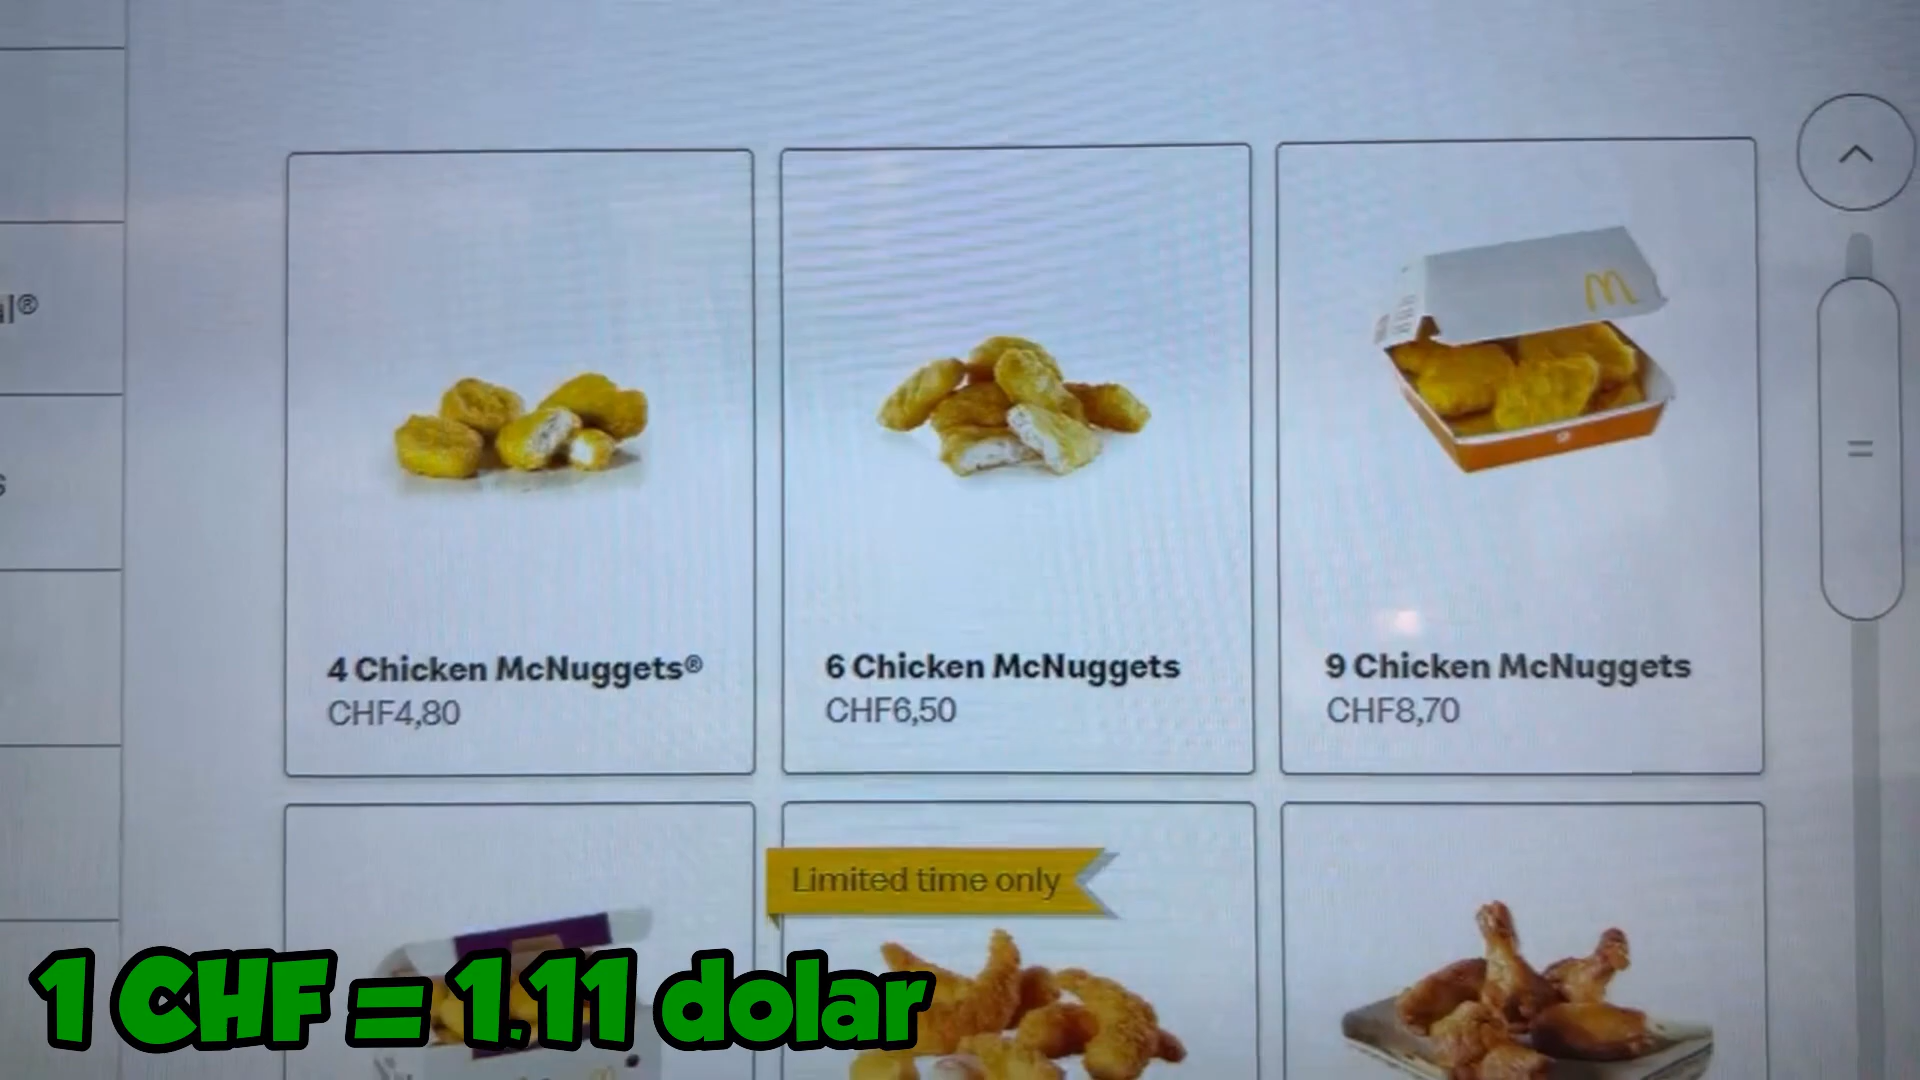 4 Chicken McNuggets®
CHF4,80
6 Chicken McNuggets
CHF6,50
9 Chicken McNuggets
CHF8,70
Limited time only
1 CHF = 1.11 dolar